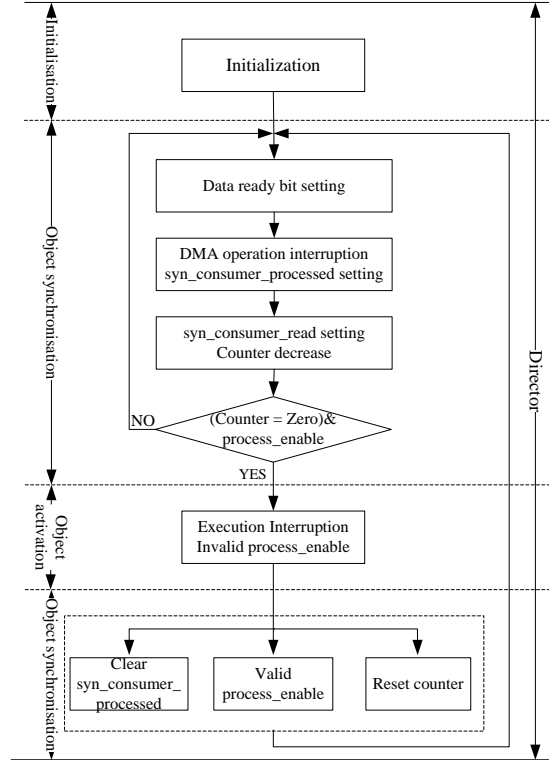 Initialisation
Initialization
Object synchronisation
Data ready bit setting
DMA operation interruption
syn_consumer_processed setting
syn_consumer_read setting
Counter decrease
Director
NO
(Counter = Zero)&
process_enable
YES
Object
activation
Execution Interruption
Invalid process_enable
Object synchronisation
Clear
syn_consumer_
processed
Valid
process_enable
Reset counter